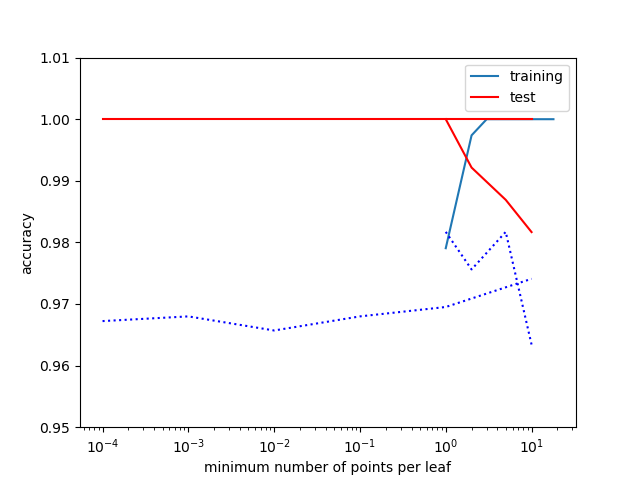 1.01
1.00
0.99
0.98
0.97
0.96
0.95
accuracy
training
test
10⁻⁴ 10⁻³ 10⁻² 10⁻¹ 10⁰ 10¹
minimum number of points per leaf